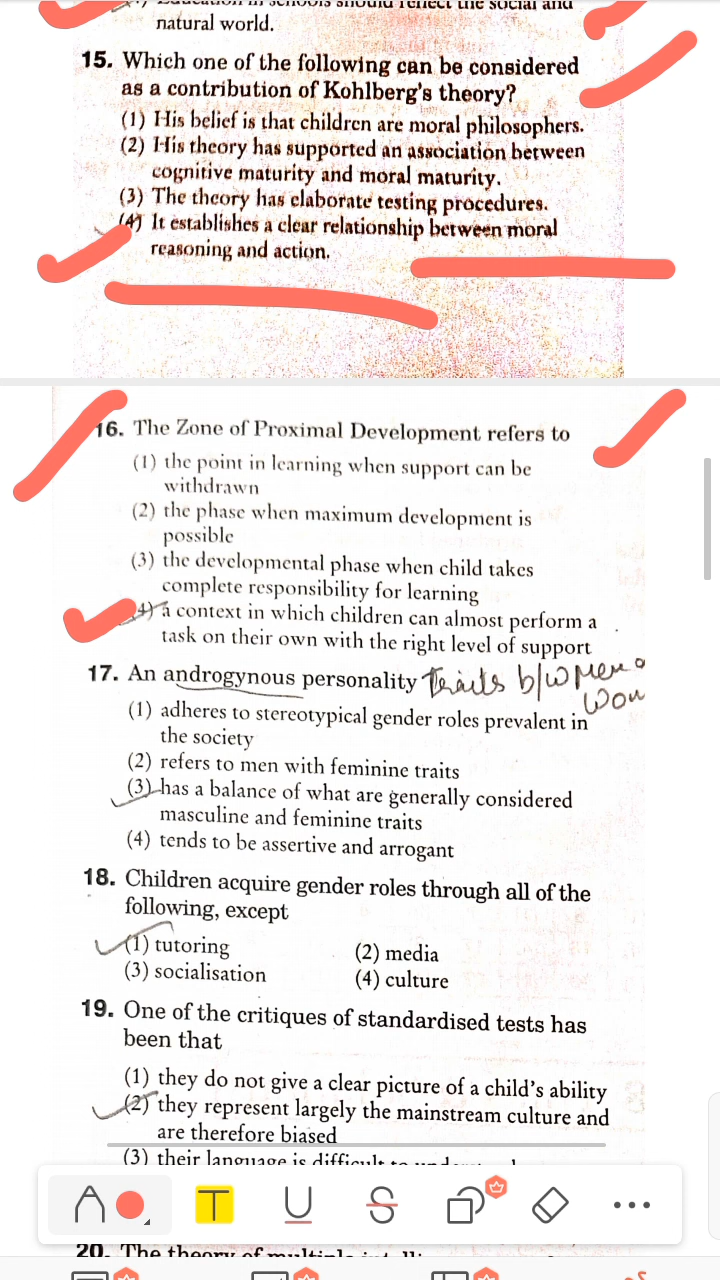 natural world.
15. Which one of the following can be considered
as a contribution of Kohlberg's theory?
(1) His belief is that children are moral philosophers.
(2) His theory has supported an association between
cognitive maturity and moral maturity.
(3) The theory has elaborate testing procedures.
(4) It establishes a clear relationship between moral
reasoning and action.
16. The Zone of Proximal Development refers to
(1) the point in learning when support can be
withdrawn
(2) the phase when maximum development is
possible
(3) the developmental phase when child takes
complete responsibility for learning
(4) a context in which children can almost perform a
task on their own with the right level of support
17. An androgynous personality Traits b/w men
(1) adheres to stereotypical gender roles prevalent in
the society
(2) refers to men with feminine traits
(3) has a balance of what are generally considered
masculine and feminine traits
(4) tends to be assertive and arrogant
18. Children acquire gender roles through all of the
following, except
(1) tutoring (2) media
(3) socialisation (4) culture
19. One of the critiques of standardised tests has
been that
(1) they do not give a clear picture of a child's ability
(2) they represent largely the mainstream culture and
are therefore biased
(3) their language is difficult to
T U S
20. The theory of